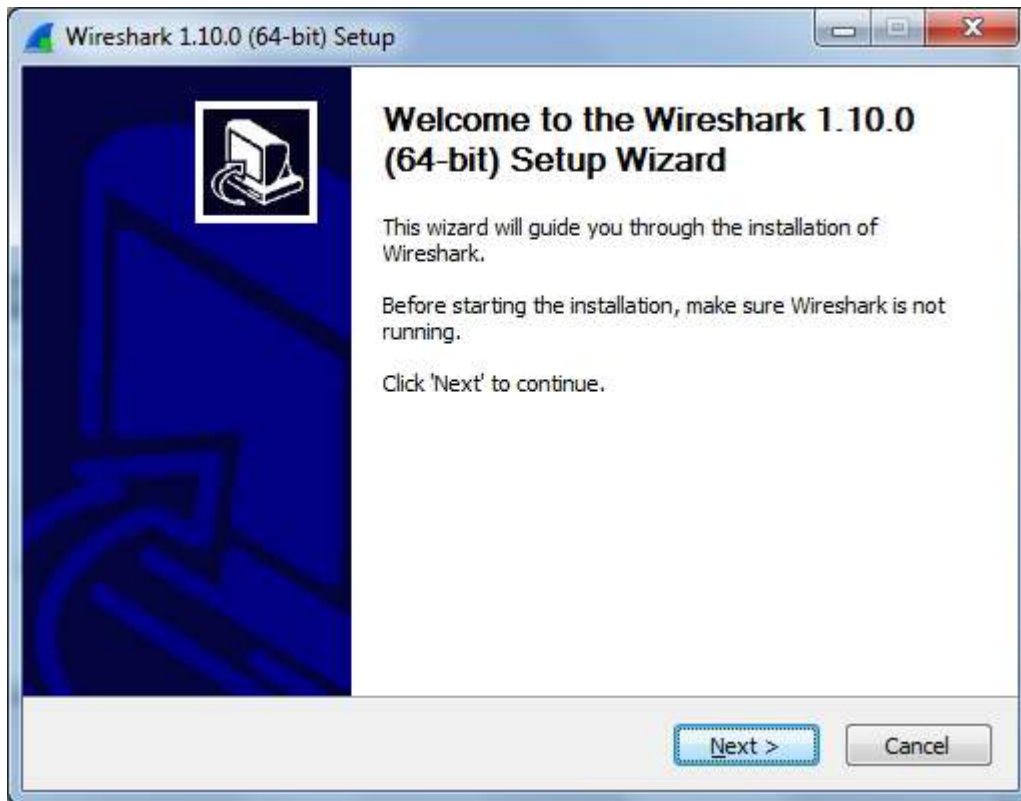 Wireshark 1.10.0 (64-bit) Setup
Welcome to the Wireshark 1.10.0
(64-bit) Setup Wizard
This wizard will guide you through the installation of
Wireshark.
Before starting the installation, make sure Wireshark is not
running.
Click 'Next' to continue.
Next >
Cancel